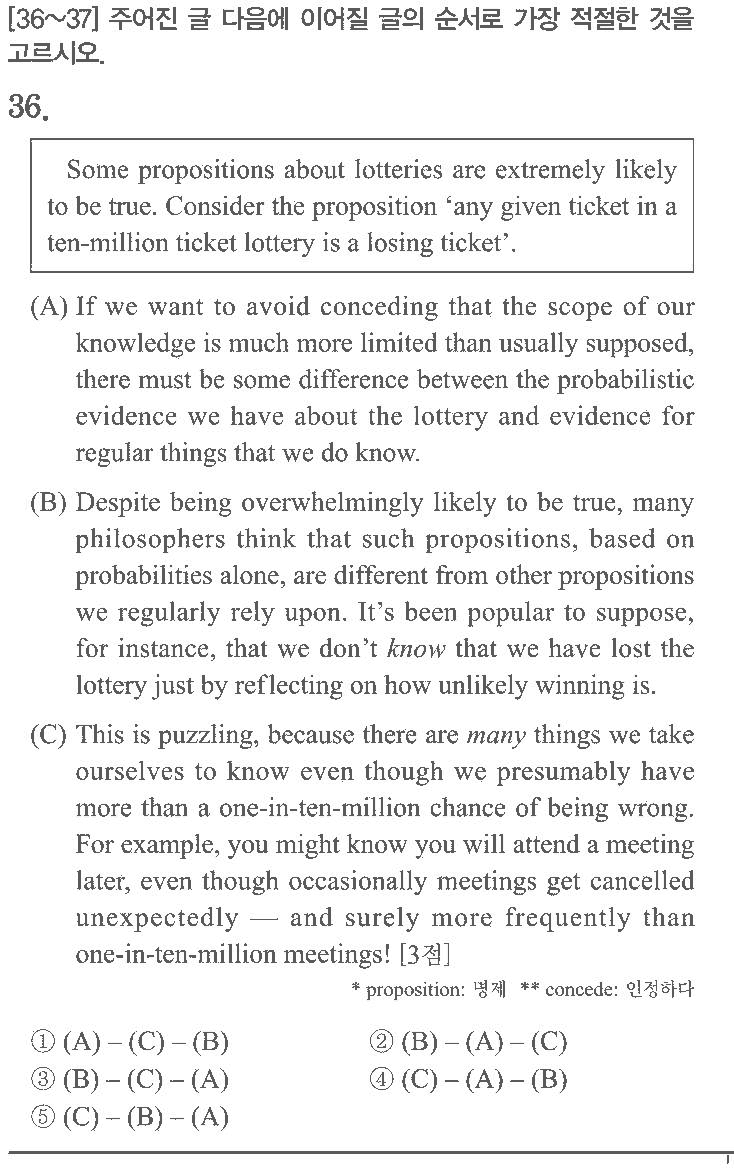 [36~37] 주어진 글 다음에 이어질 글의 순서로 가장 적절한 것을
고르시오.
36.
Some propositions about lotteries are extremely likely
to be true. Consider the proposition ‘any given ticket in a
ten-million ticket lottery is a losing ticket’.
(A) If we want to avoid conceding that the scope of our
knowledge is much more limited than usually supposed,
there must be some difference between the probabilistic
evidence we have about the lottery and evidence for
regular things that we do know.
(B) Despite being overwhelmingly likely to be true, many
philosophers think that such propositions, based on
probabilities alone, are different from other propositions
we regularly rely upon. It’s been popular to suppose,
for instance, that we don’t know that we have lost the
lottery just by reflecting on how unlikely winning is.
(C) This is puzzling, because there are many things we take
ourselves to know even though we presumably have
more than a one-in-ten-million chance of being wrong.
For example, you might know you will attend a meeting
later, even though occasionally meetings get cancelled
unexpectedly — and surely more frequently than
one-in-ten-million meetings! [3점]
* proposition: 명제 ** concede: 인정하다
① (A) – (C) – (B) ② (B) – (A) – (C)
③ (B) – (C) – (A) ④ (C) – (A) – (B)
⑤ (C) – (B) – (A)